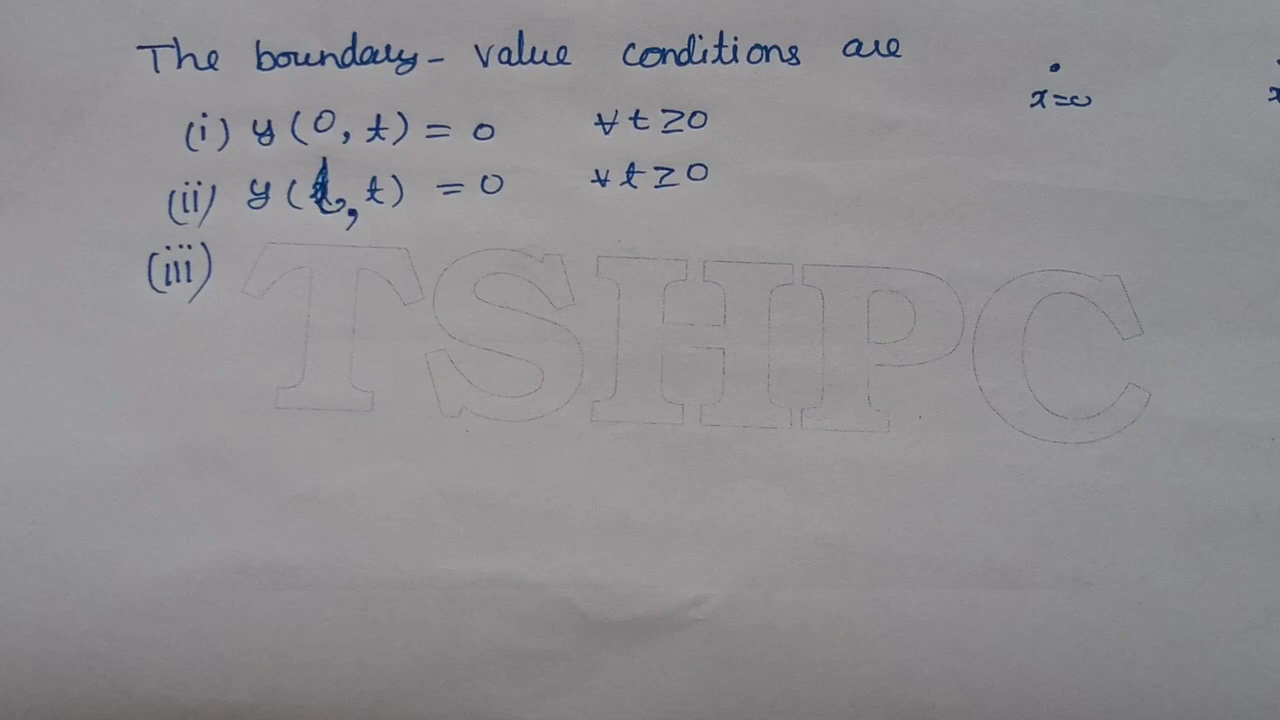 The boundary - value conditions are
x=0
(i) y(0, t) = 0 ∀ t ≥ 0
(ii) y(l, t) = 0 ∀ t ≥ 0
(iii)
TSHPC